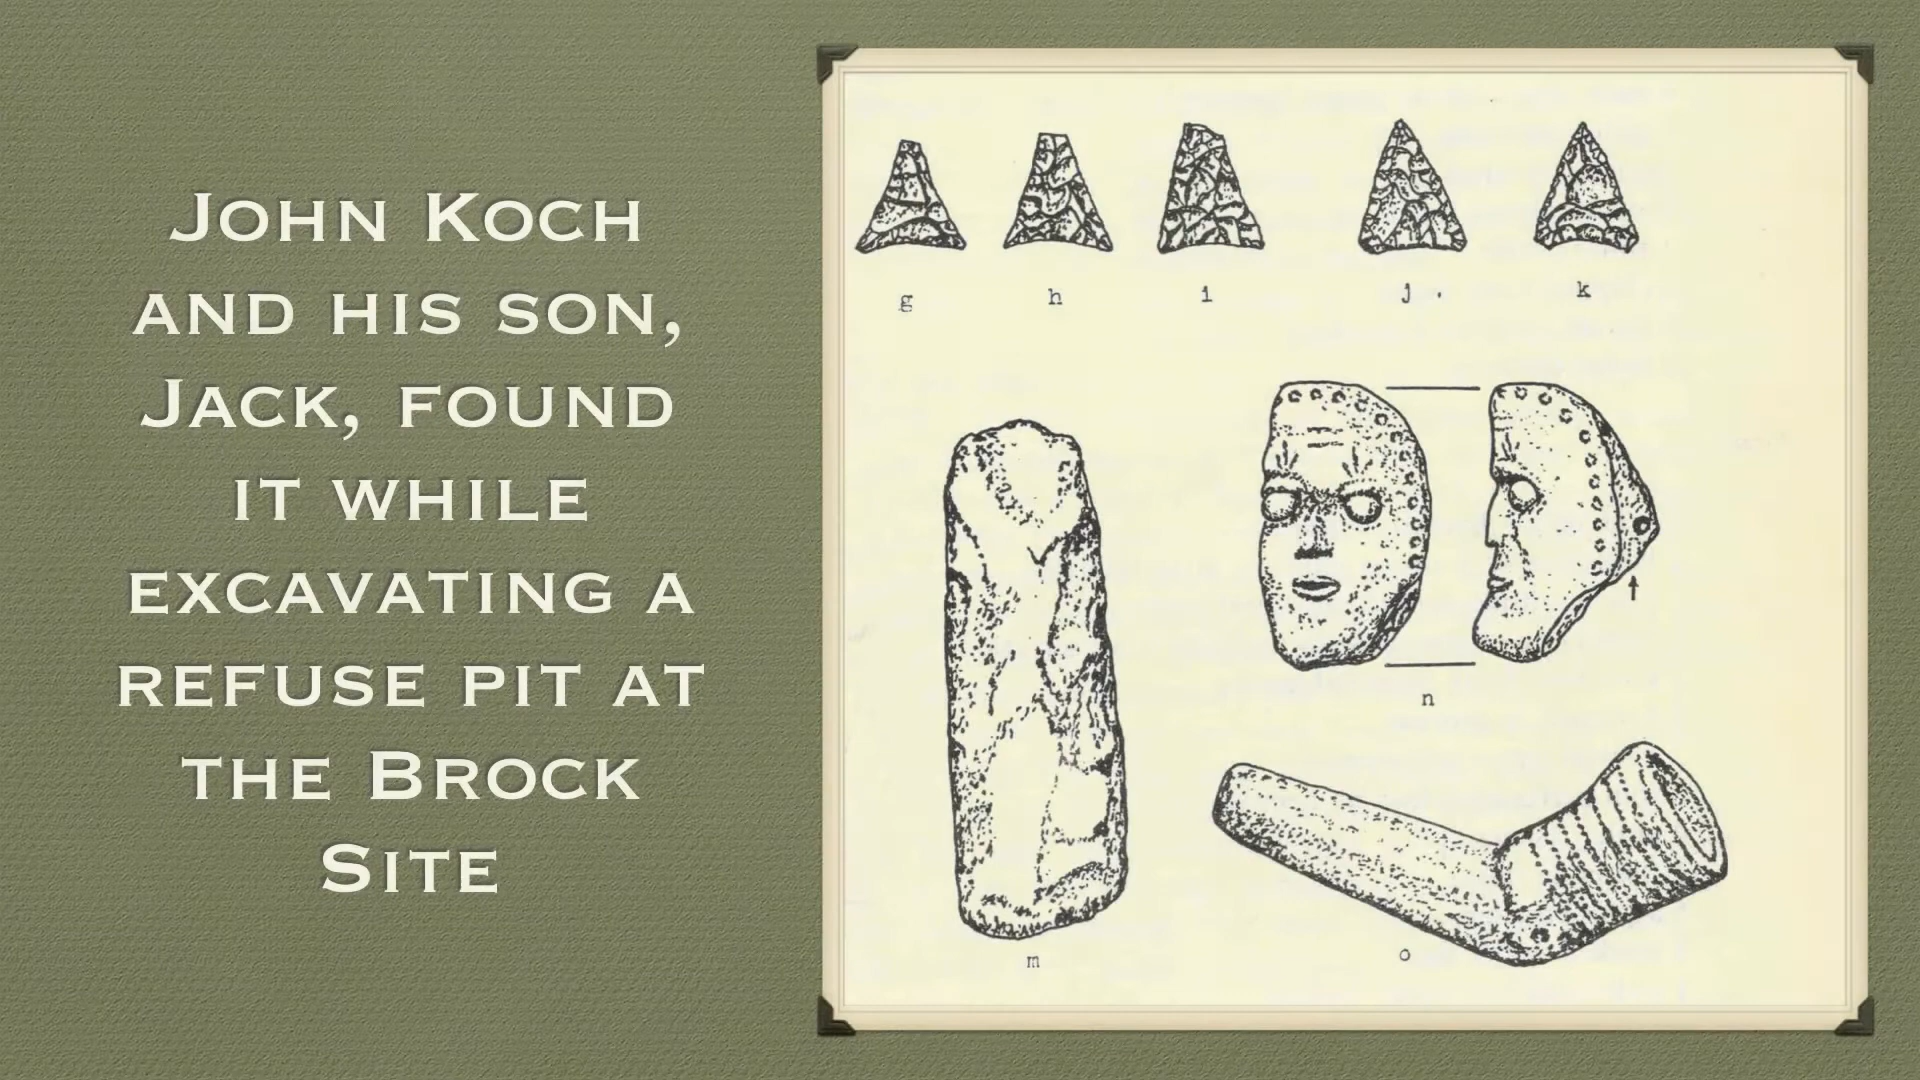 John Koch
and his son,
Jack, found
it while
excavating a
refuse pit at
the Brock
Site
g h i j . k
n
m o